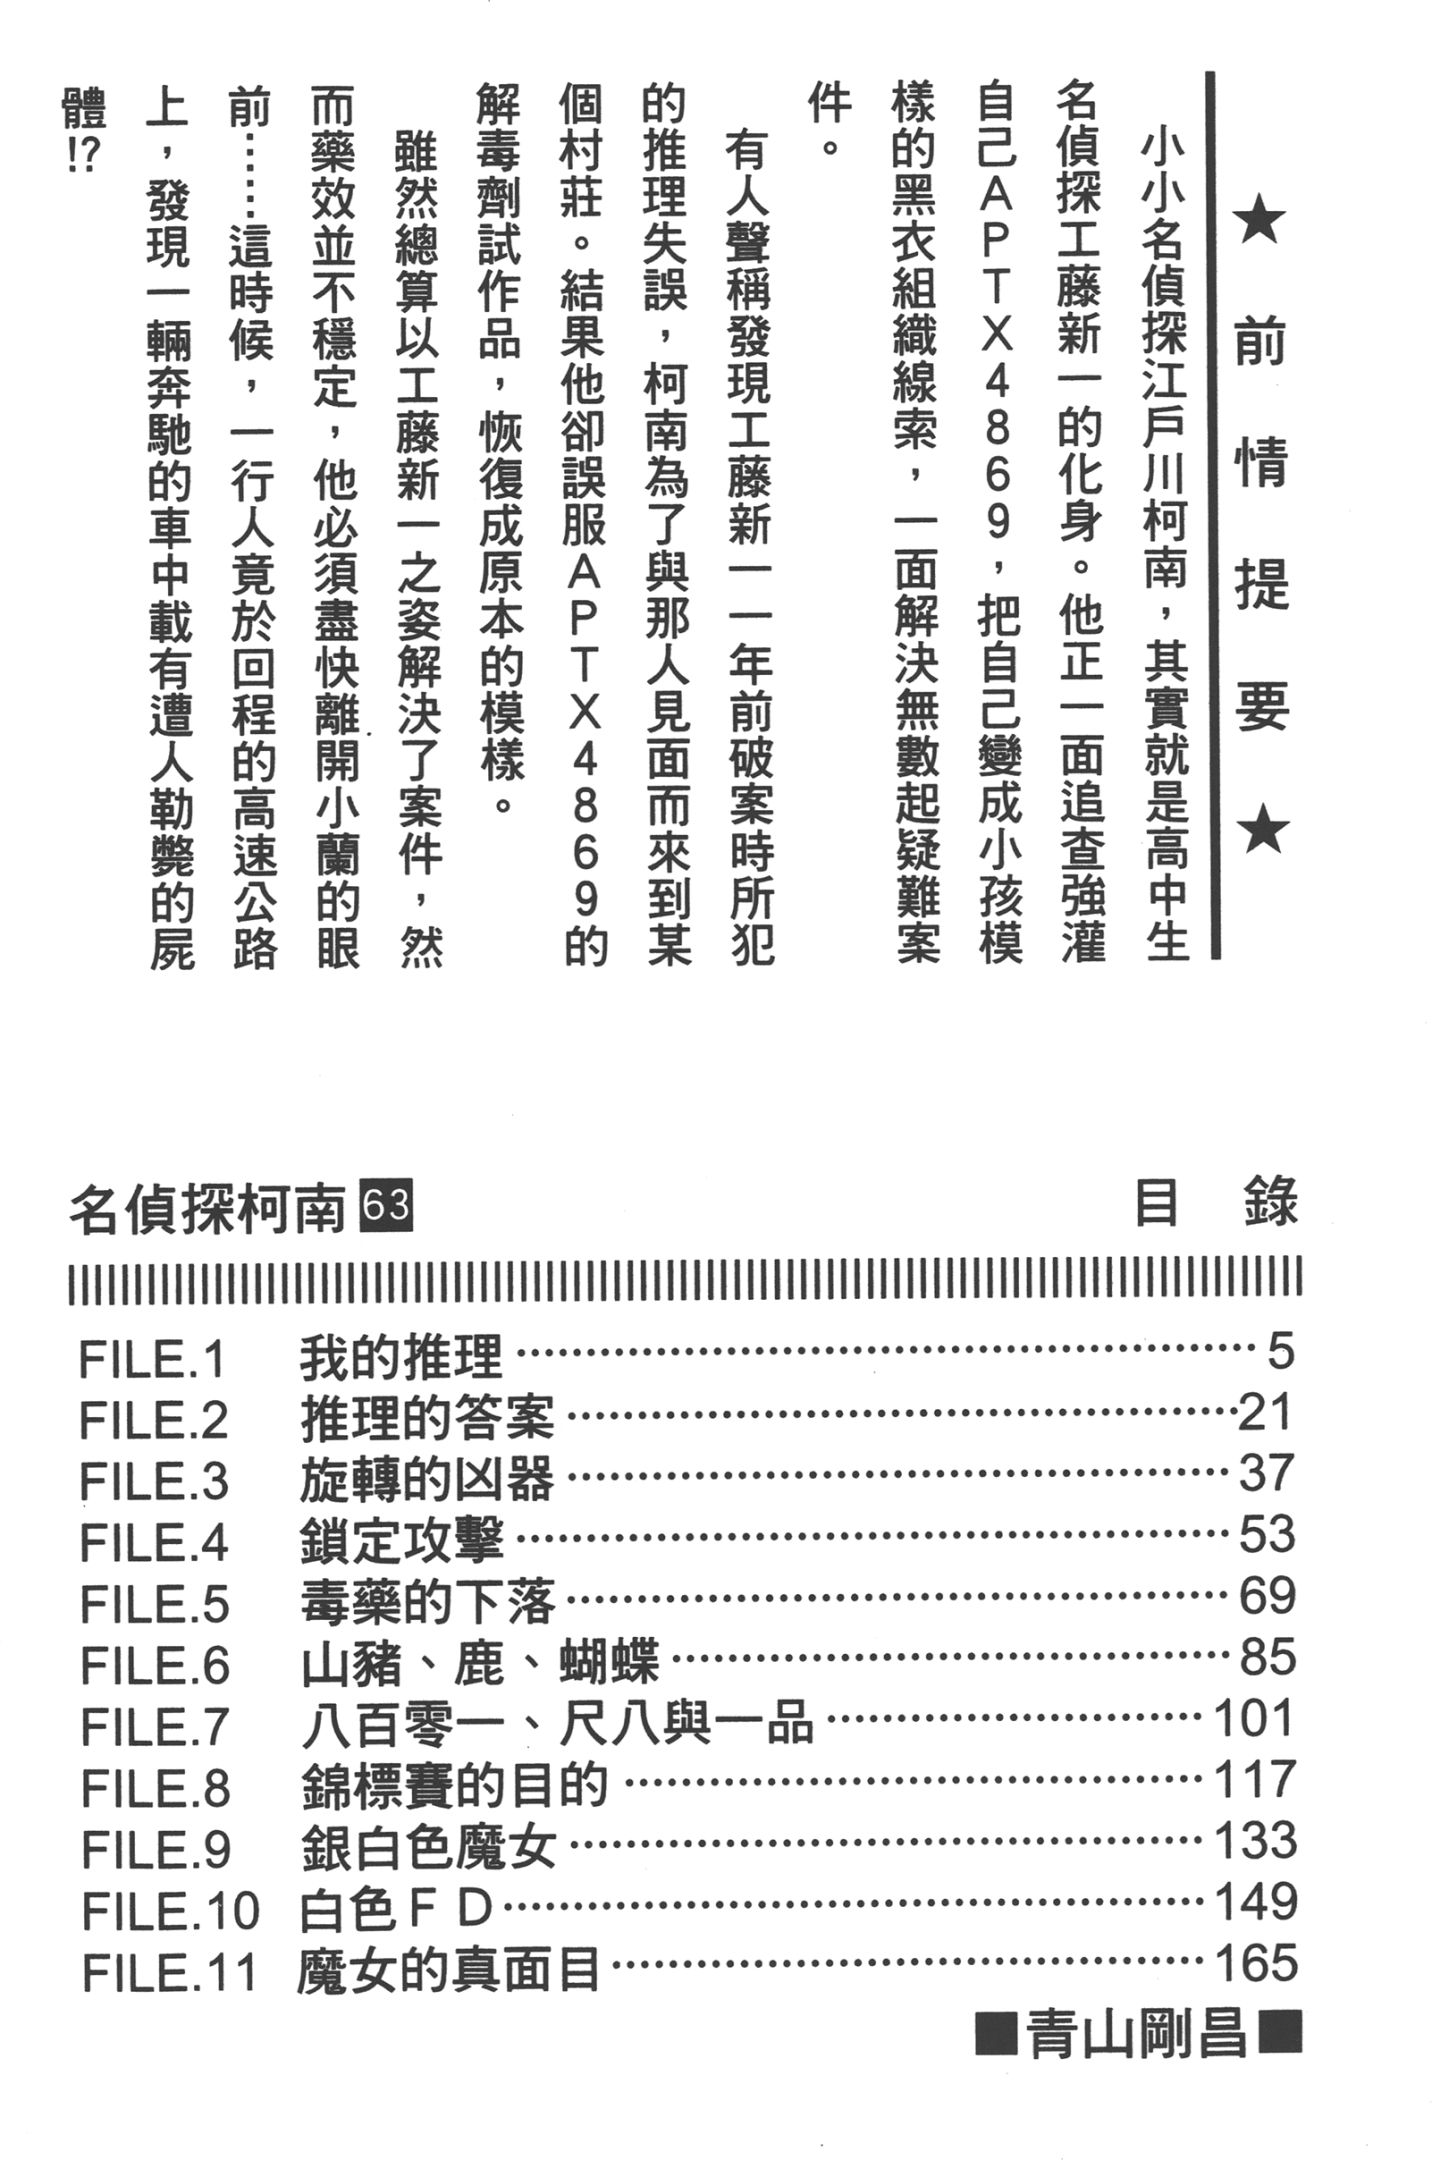 ★前情提要★
小小名偵探江戶川柯南，其實就是高中生
名偵探工藤新一的化身。他正一面追查強灌
自己ＡＰＴＸ４８６９，把自己變成小孩模
樣的黑衣組織線索，一面解決無數起疑難案
件。
有人聲稱發現工藤新一一年前破案時所犯
的推理失誤，柯南為了與那人見面而來到某
個村莊。結果他卻誤服ＡＰＴＸ４８６９的
解毒劑試作品，恢復成原本的模樣。
雖然總算以工藤新一之姿解決了案件，然
而藥效並不穩定，他必須盡快離開小蘭的眼
前……這時候，一行人竟於回程的高速公路
上，發現一輛奔馳的車中載有遭人勒斃的屍
體!?
名偵探柯南63 目錄
FILE.1 我的推理……5
FILE.2 推理的答案……21
FILE.3 旋轉的凶器……37
FILE.4 鎖定攻擊……53
FILE.5 毒藥的下落……69
FILE.6 山豬、鹿、蝴蝶……85
FILE.7 八百零一、尺八與一品……101
FILE.8 錦標賽的目的……117
FILE.9 銀白色魔女……133
FILE.10 白色ＦＤ……149
FILE.11 魔女的真面目……165
■青山剛昌■